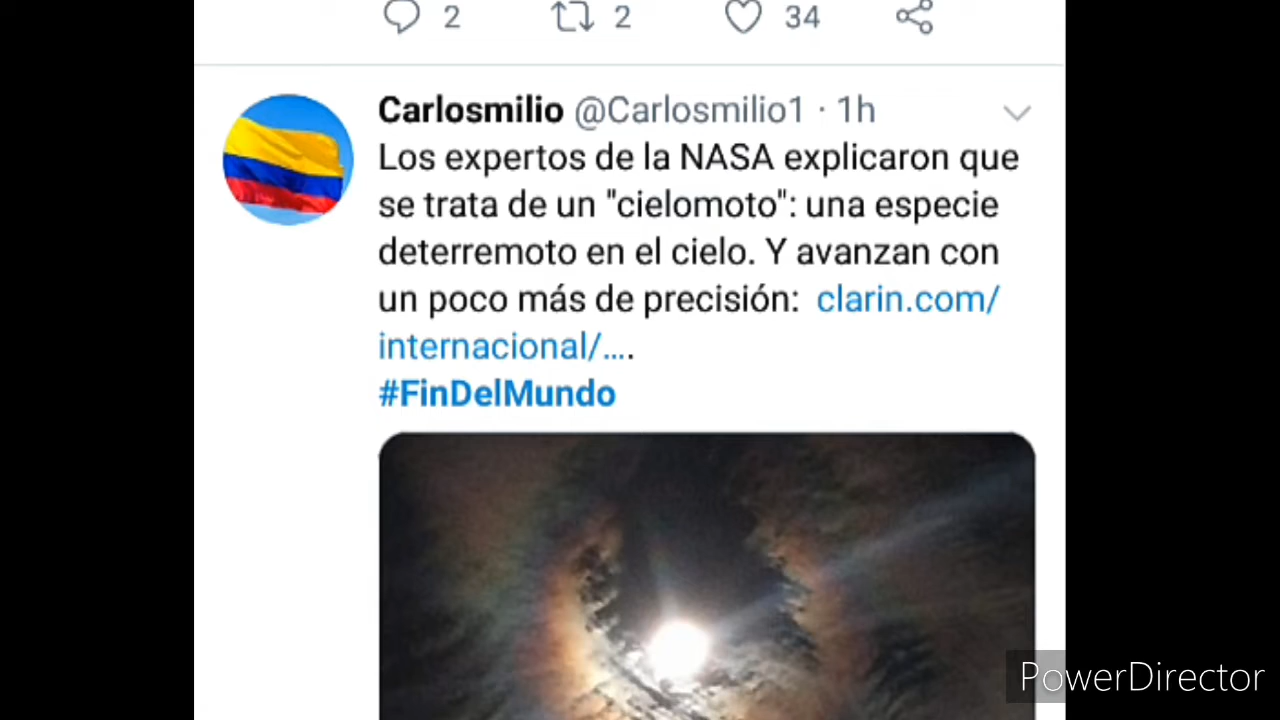 2 2 34
Carlosmilio @Carlosmilio1 · 1h
Los expertos de la NASA explicaron que
se trata de un "cielomoto": una especie
deterremoto en el cielo. Y avanzan con
un poco más de precisión: clarin.com/
internacional/….
#FinDelMundo
PowerDirector